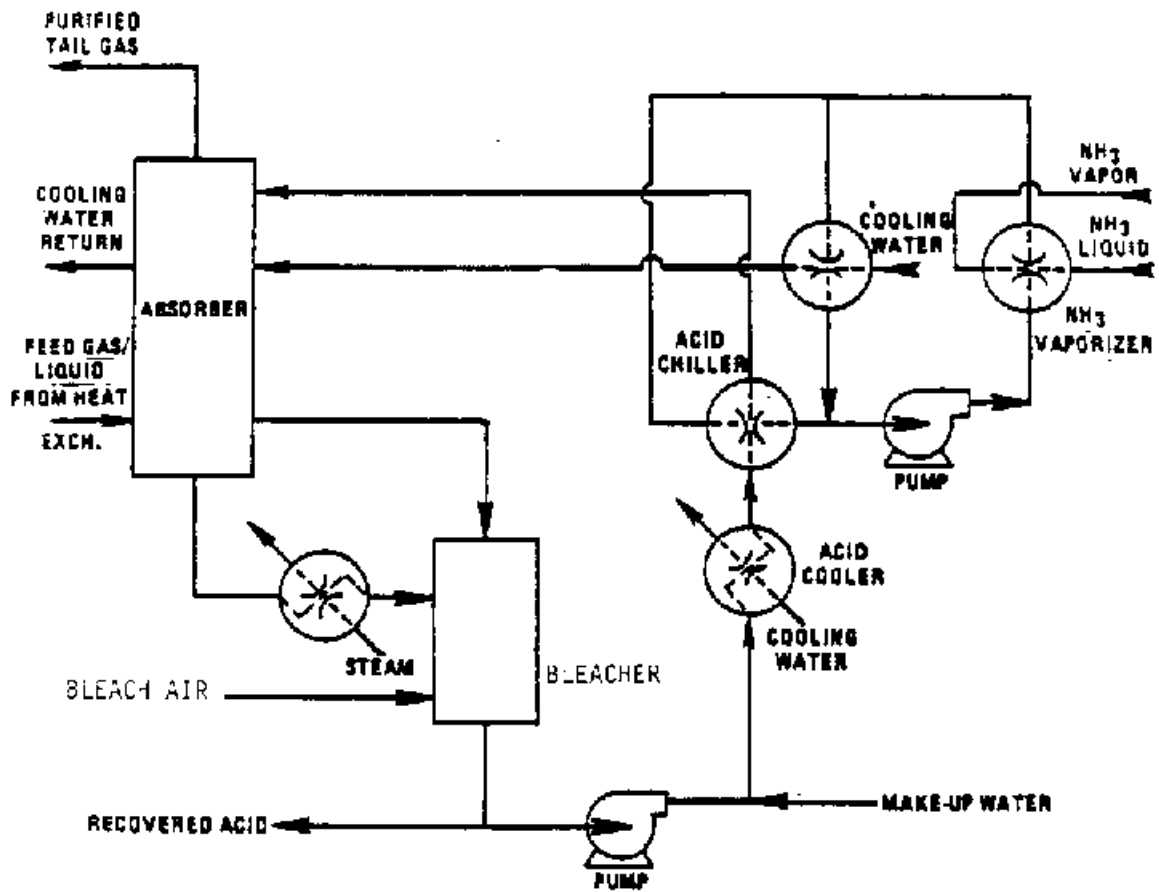 PURIFIED
TAIL GAS
COOLING
WATER
RETURN
ABSORBER
FEED GAS/
LIQUID
FROM HEAT
EXCH.
NH3
VAPOR
COOLING
WATER
NH3
LIQUID
NH3
VAPORIZER
ACID
CHILLER
PUMP
ACID
COOLER
COOLING
WATER
STEAM
BLEACH AIR
BLEACHER
MAKE-UP WATER
RECOVERED ACID
PUMP